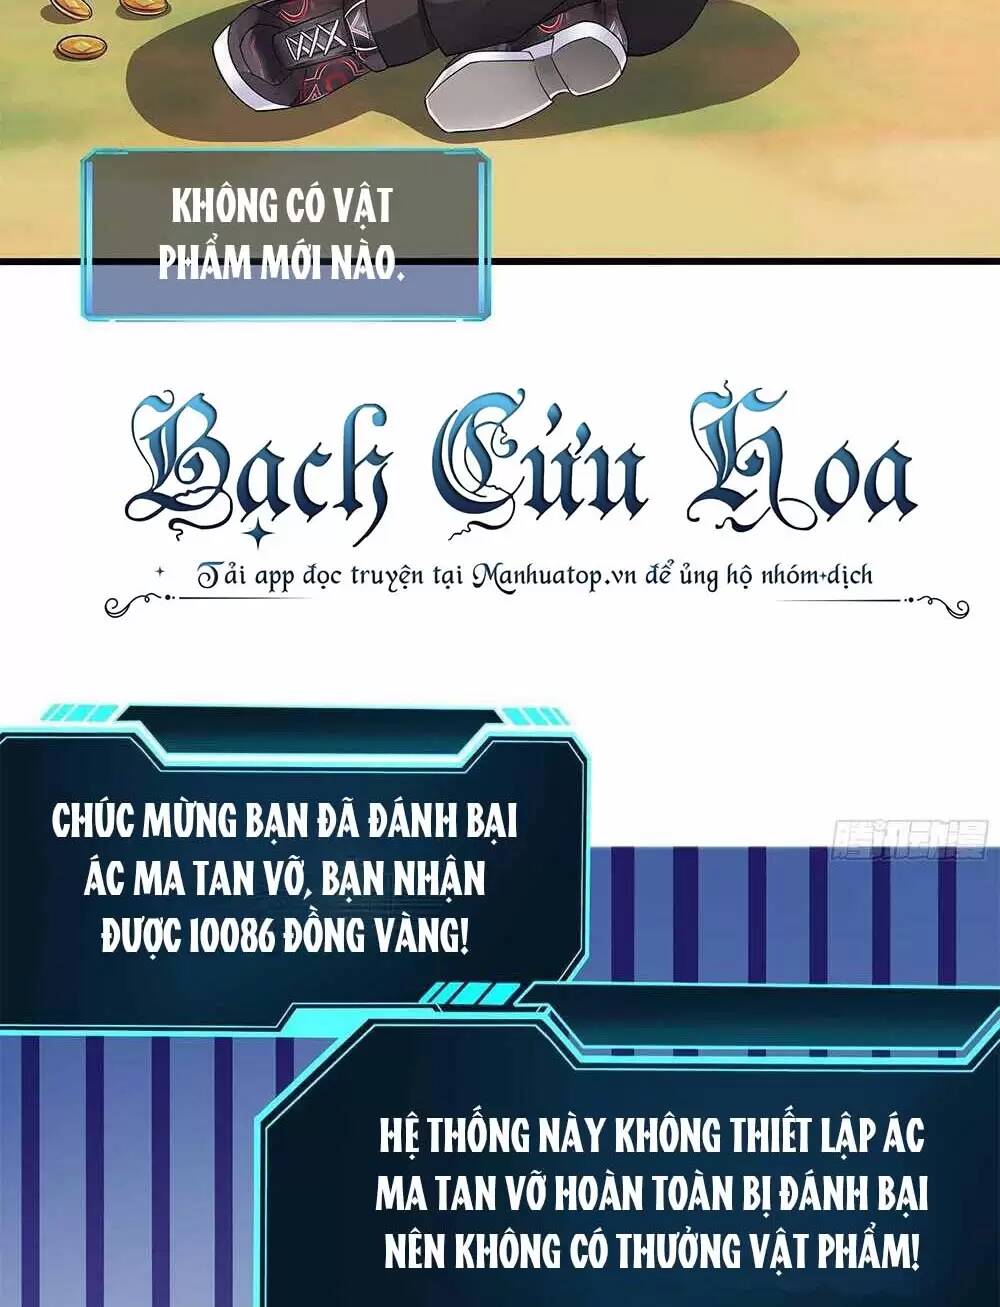 KHÔNG CÓ VẬT
PHẨM MỚI NÀO.
Bạch Cửu Hoa
Tải app đọc truyện tại Manhuatop.vn để ủng hộ nhóm dịch
CHÚC MỪNG BẠN ĐÃ ĐÁNH BẠI
ÁC MA TAN VỠ, BẠN NHẬN
ĐƯỢC 10086 ĐỒNG VÀNG!
腾讯动漫
HỆ THỐNG NÀY KHÔNG THIẾT LẬP ÁC
MA TAN VỠ HOÀN TOÀN BỊ ĐÁNH BẠI
NÊN KHÔNG CÓ THƯỞNG VẬT PHẨM!